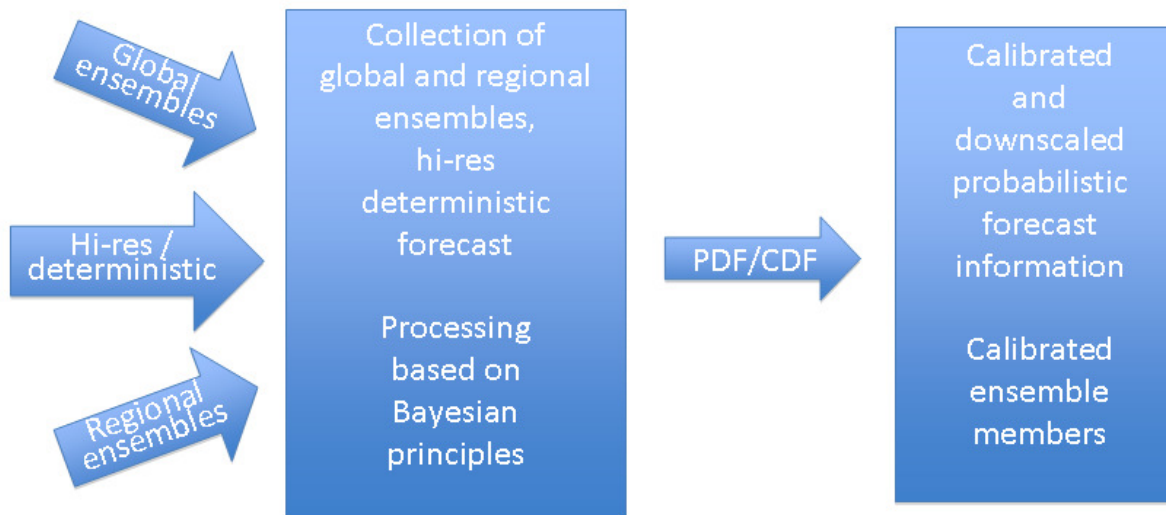 Global
ensembles
Hi-res /
deterministic
Regional
ensembles
Collection of
global and regional
ensembles,
hi-res
deterministic
forecast
Processing
based on
Bayesian
principles
PDF/CDF
Calibrated
and
downscaled
probabilistic
forecast
information
Calibrated
ensemble
members